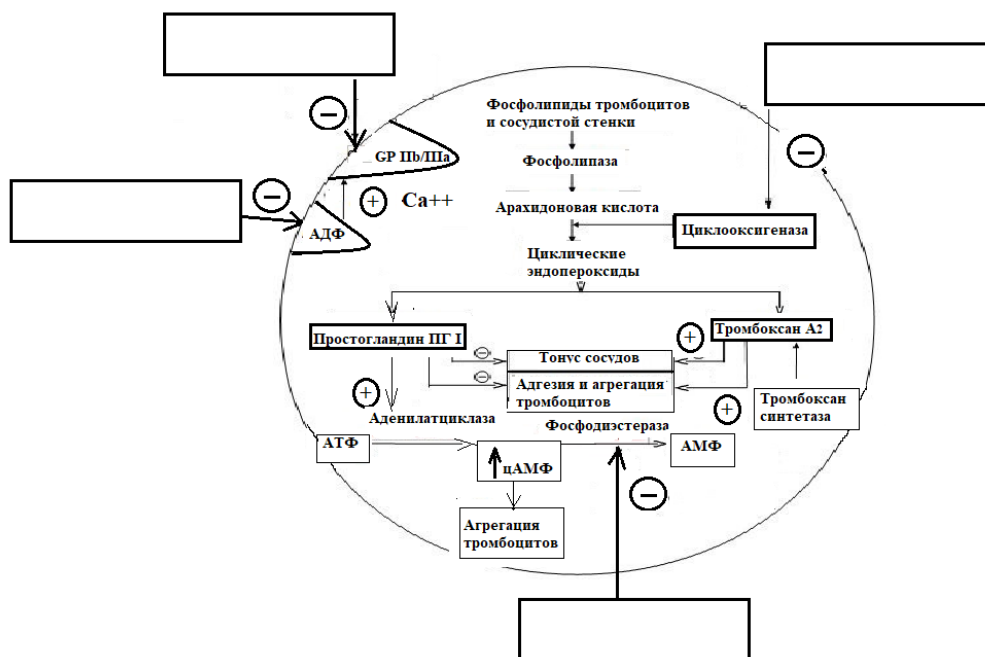 Фосфолипиды тромбоцитов
и сосудистой стенки
GP IIb/IIIa
Фосфолипаза
Ca++
Арахидоновая кислота
АДФ
Циклооксигеназа
Циклические
эндопероксиды
Простогландин ПГ I
Тромбоксан А2
Тонус сосудов
Адгезия и агрегация
тромбоцитов
Тромбоксан
синтетаза
Аденилатциклаза
Фосфодиэстераза
АТФ
цАМФ
АМФ
Агрегация
тромбоцитов